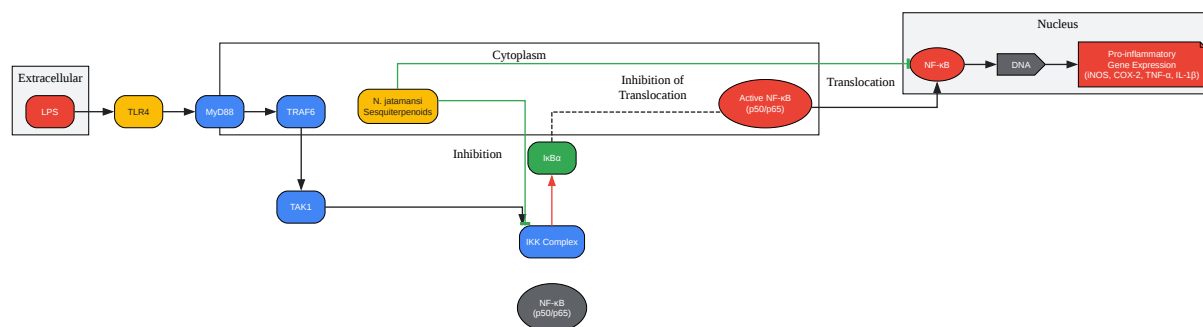 Nucleus
Extracellular
Cytoplasm
LPS
TLR4
MyD88
TRAF6
N. jatamansi
Sesquiterpenoids
Inhibition of
Translocation
Active NF-κB
(p50/p65)
Translocation
NF-κB
DNA
Pro-inflammatory
Gene Expression
(iNOS, COX-2, TNF-α, IL-1β)
Inhibition
IκBα
TAK1
IKK Complex
NF-κB
(p50/p65)